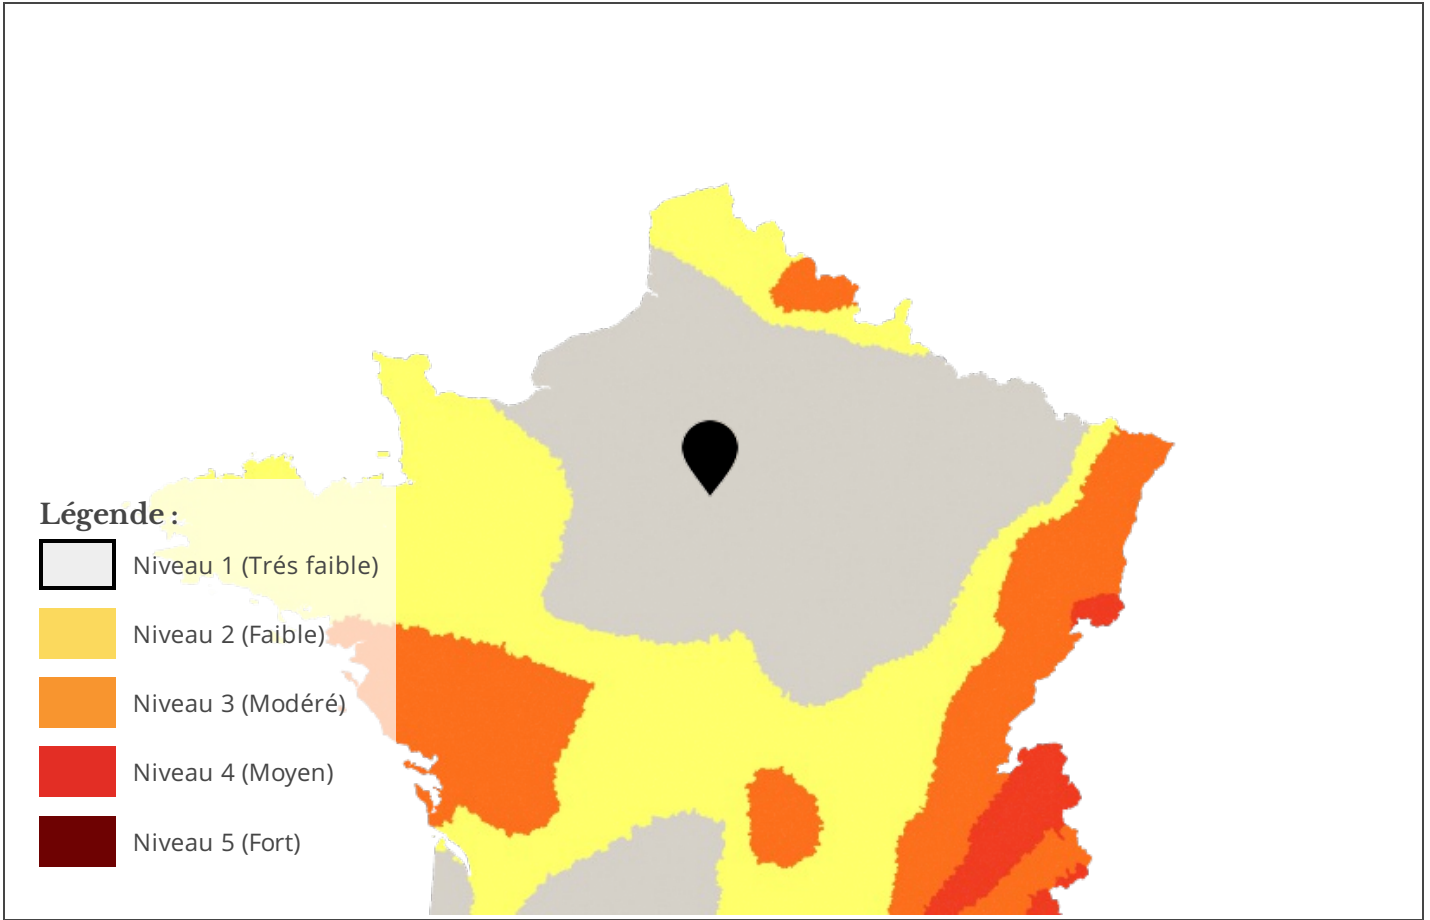 Légende :
Niveau 1 (Trés faible)
Niveau 2 (Faible)
Niveau 3 (Modéré)
Niveau 4 (Moyen)
Niveau 5 (Fort)